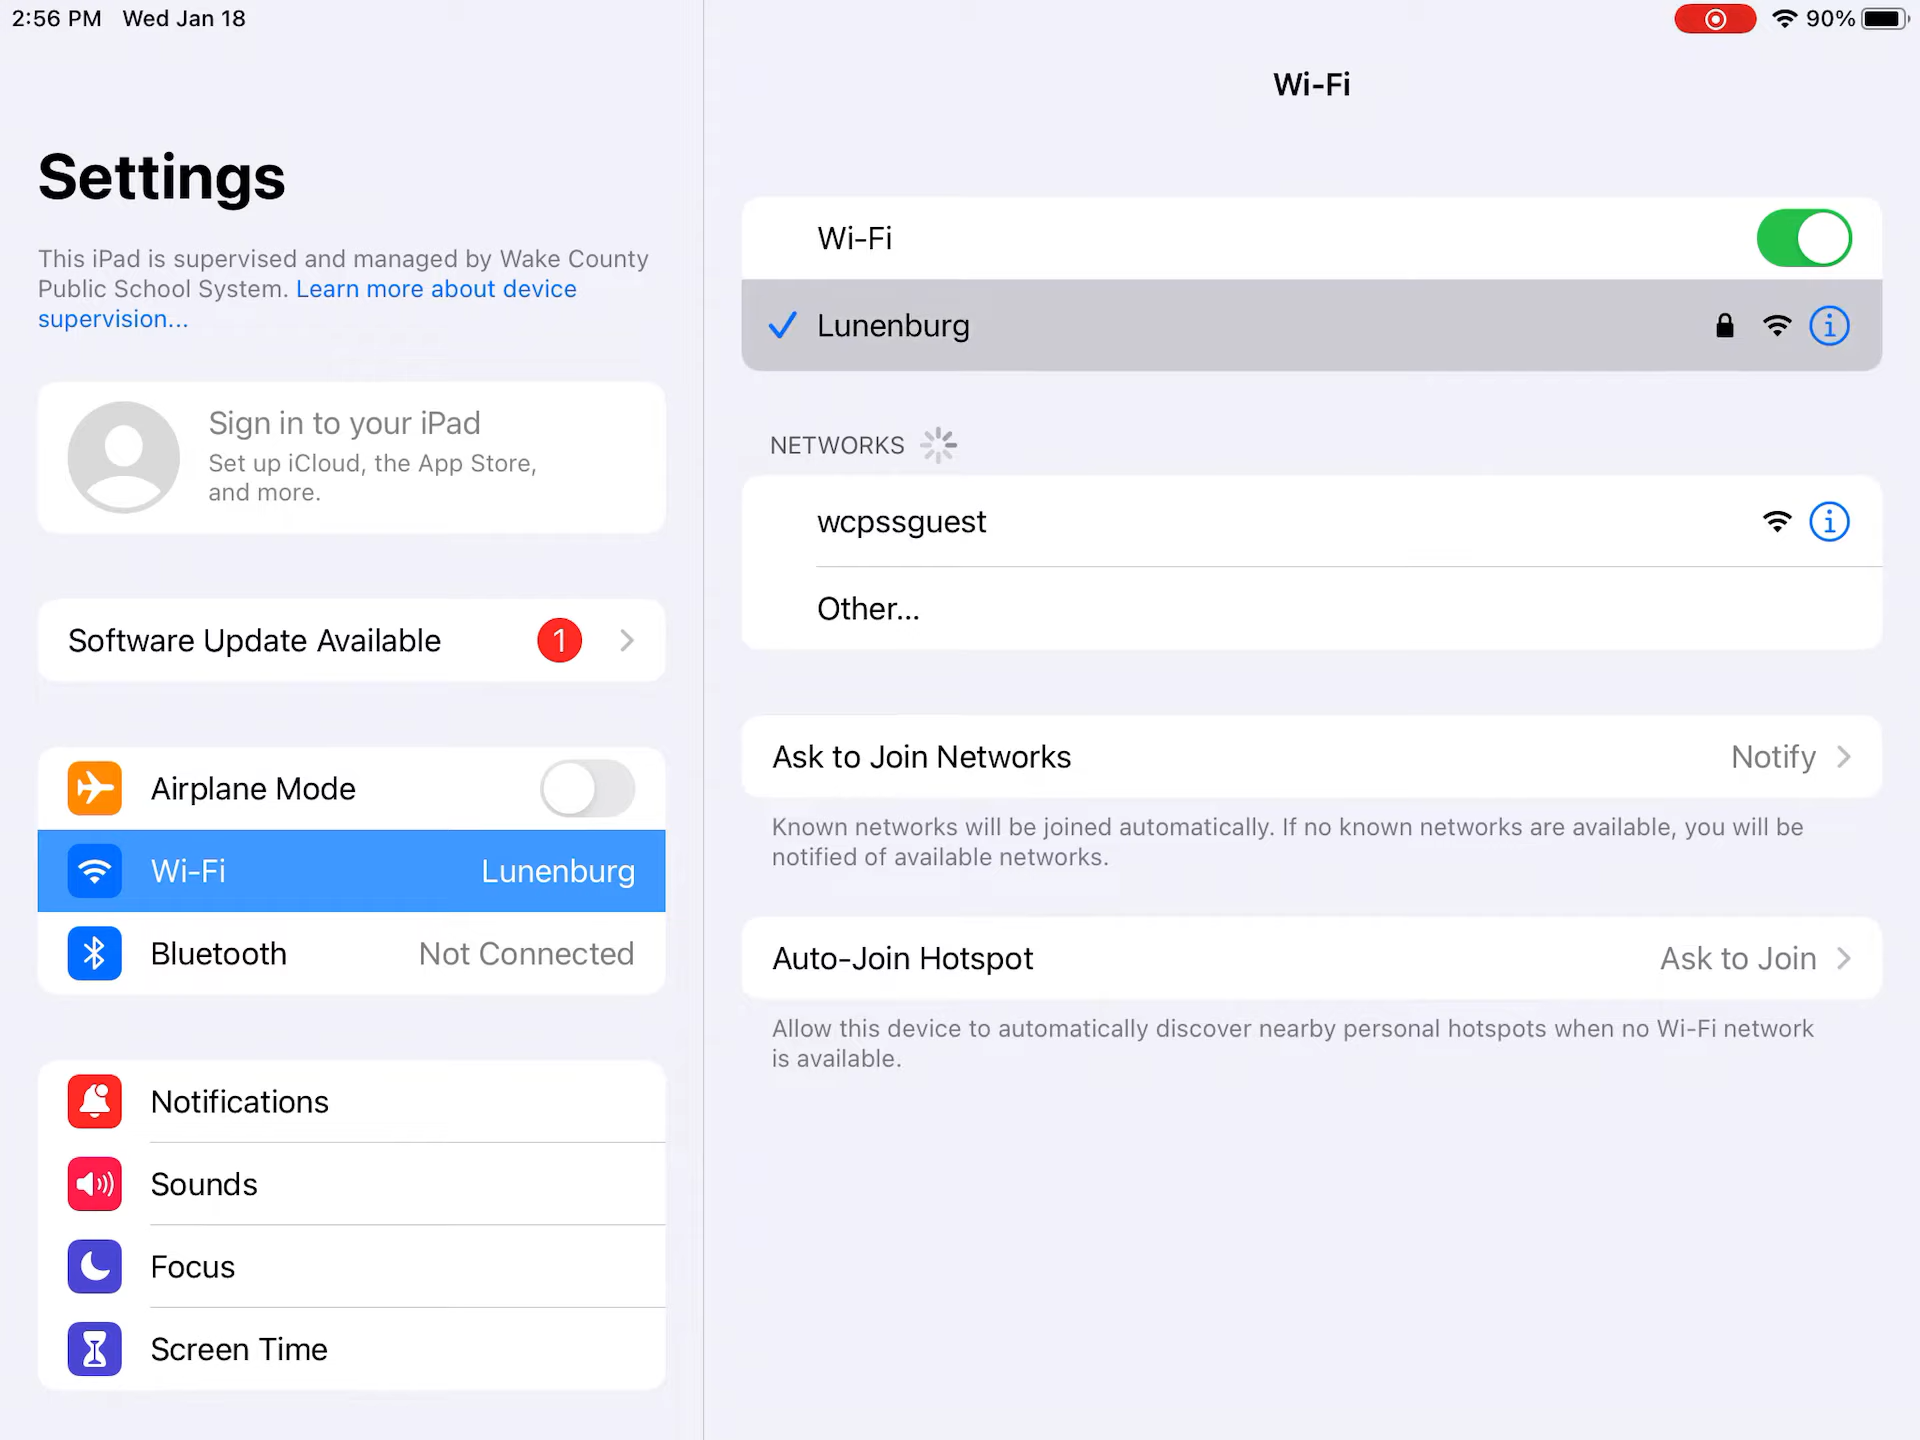 2:56 PM Wed Jan 18
90%
Settings
This iPad is supervised and managed by Wake County
Public School System. Learn more about device
supervision...
Sign in to your iPad
Set up iCloud, the App Store,
and more.
Software Update Available 1
Airplane Mode
Wi-Fi Lunenburg
Bluetooth Not Connected
Notifications
Sounds
Focus
Screen Time
Wi-Fi
Wi-Fi
Lunenburg
NETWORKS
wcpssguest
Other...
Ask to Join Networks Notify
Known networks will be joined automatically. If no known networks are available, you will be
notified of available networks.
Auto-Join Hotspot Ask to Join
Allow this device to automatically discover nearby personal hotspots when no Wi-Fi network
is available.